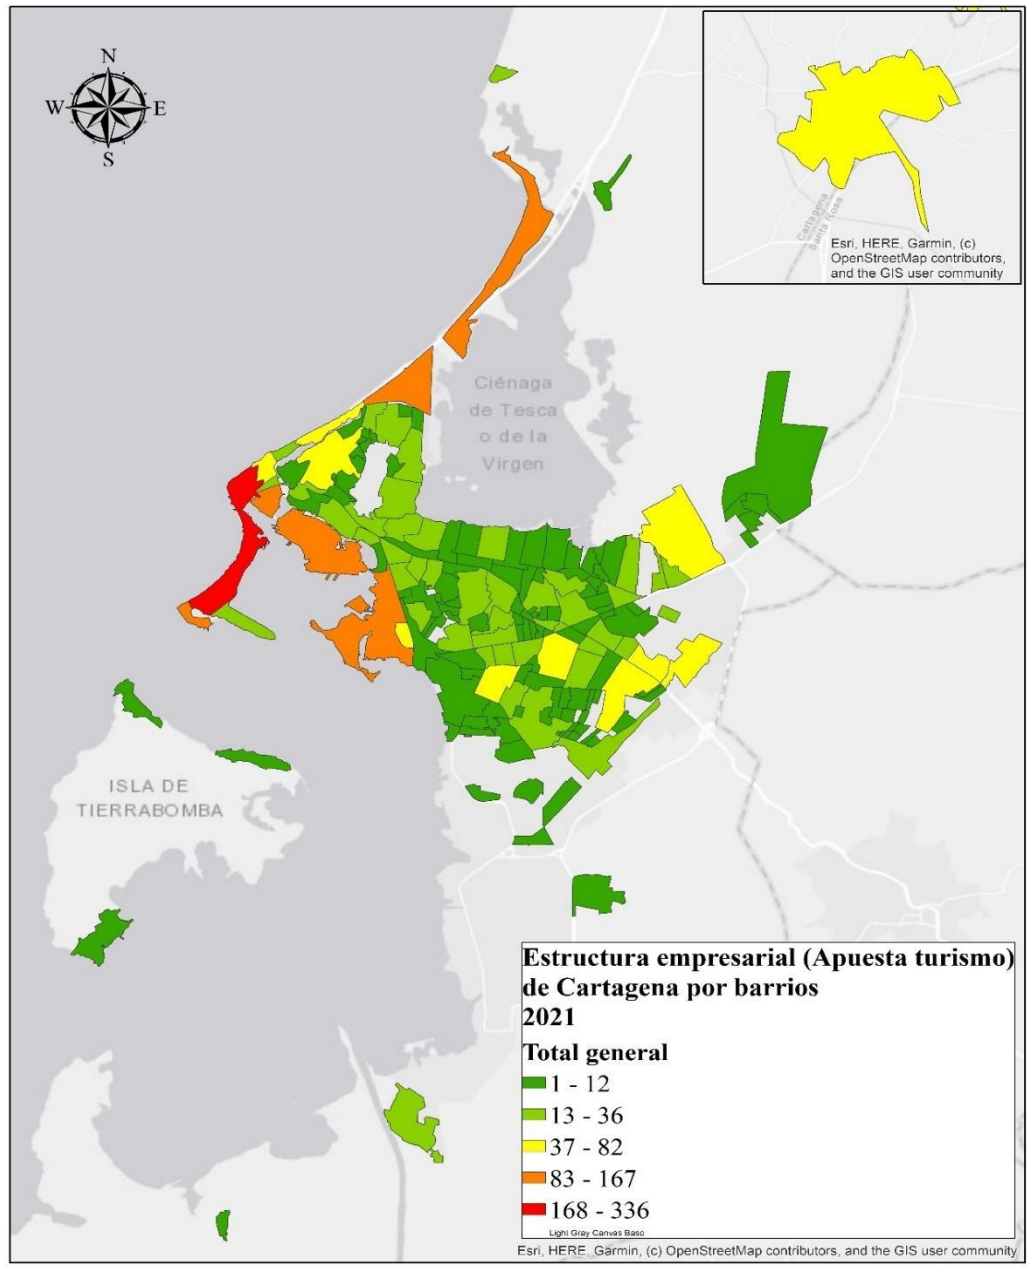 N
W E
S
Cartagena
Santa Rosa
Esri, HERE, Garmin, (c)
OpenStreetMap contributors,
and the GIS user community
Ciénaga
de Tesca
o de la
Virgen
ISLA DE
TIERRABOMBA
Estructura empresarial (Apuesta turismo)
de Cartagena por barrios
2021
Total general
1 - 12
13 - 36
37 - 82
83 - 167
168 - 336
Light Gray Canvas Base
Esri, HERE, Garmin, (c) OpenStreetMap contributors, and the GIS user community